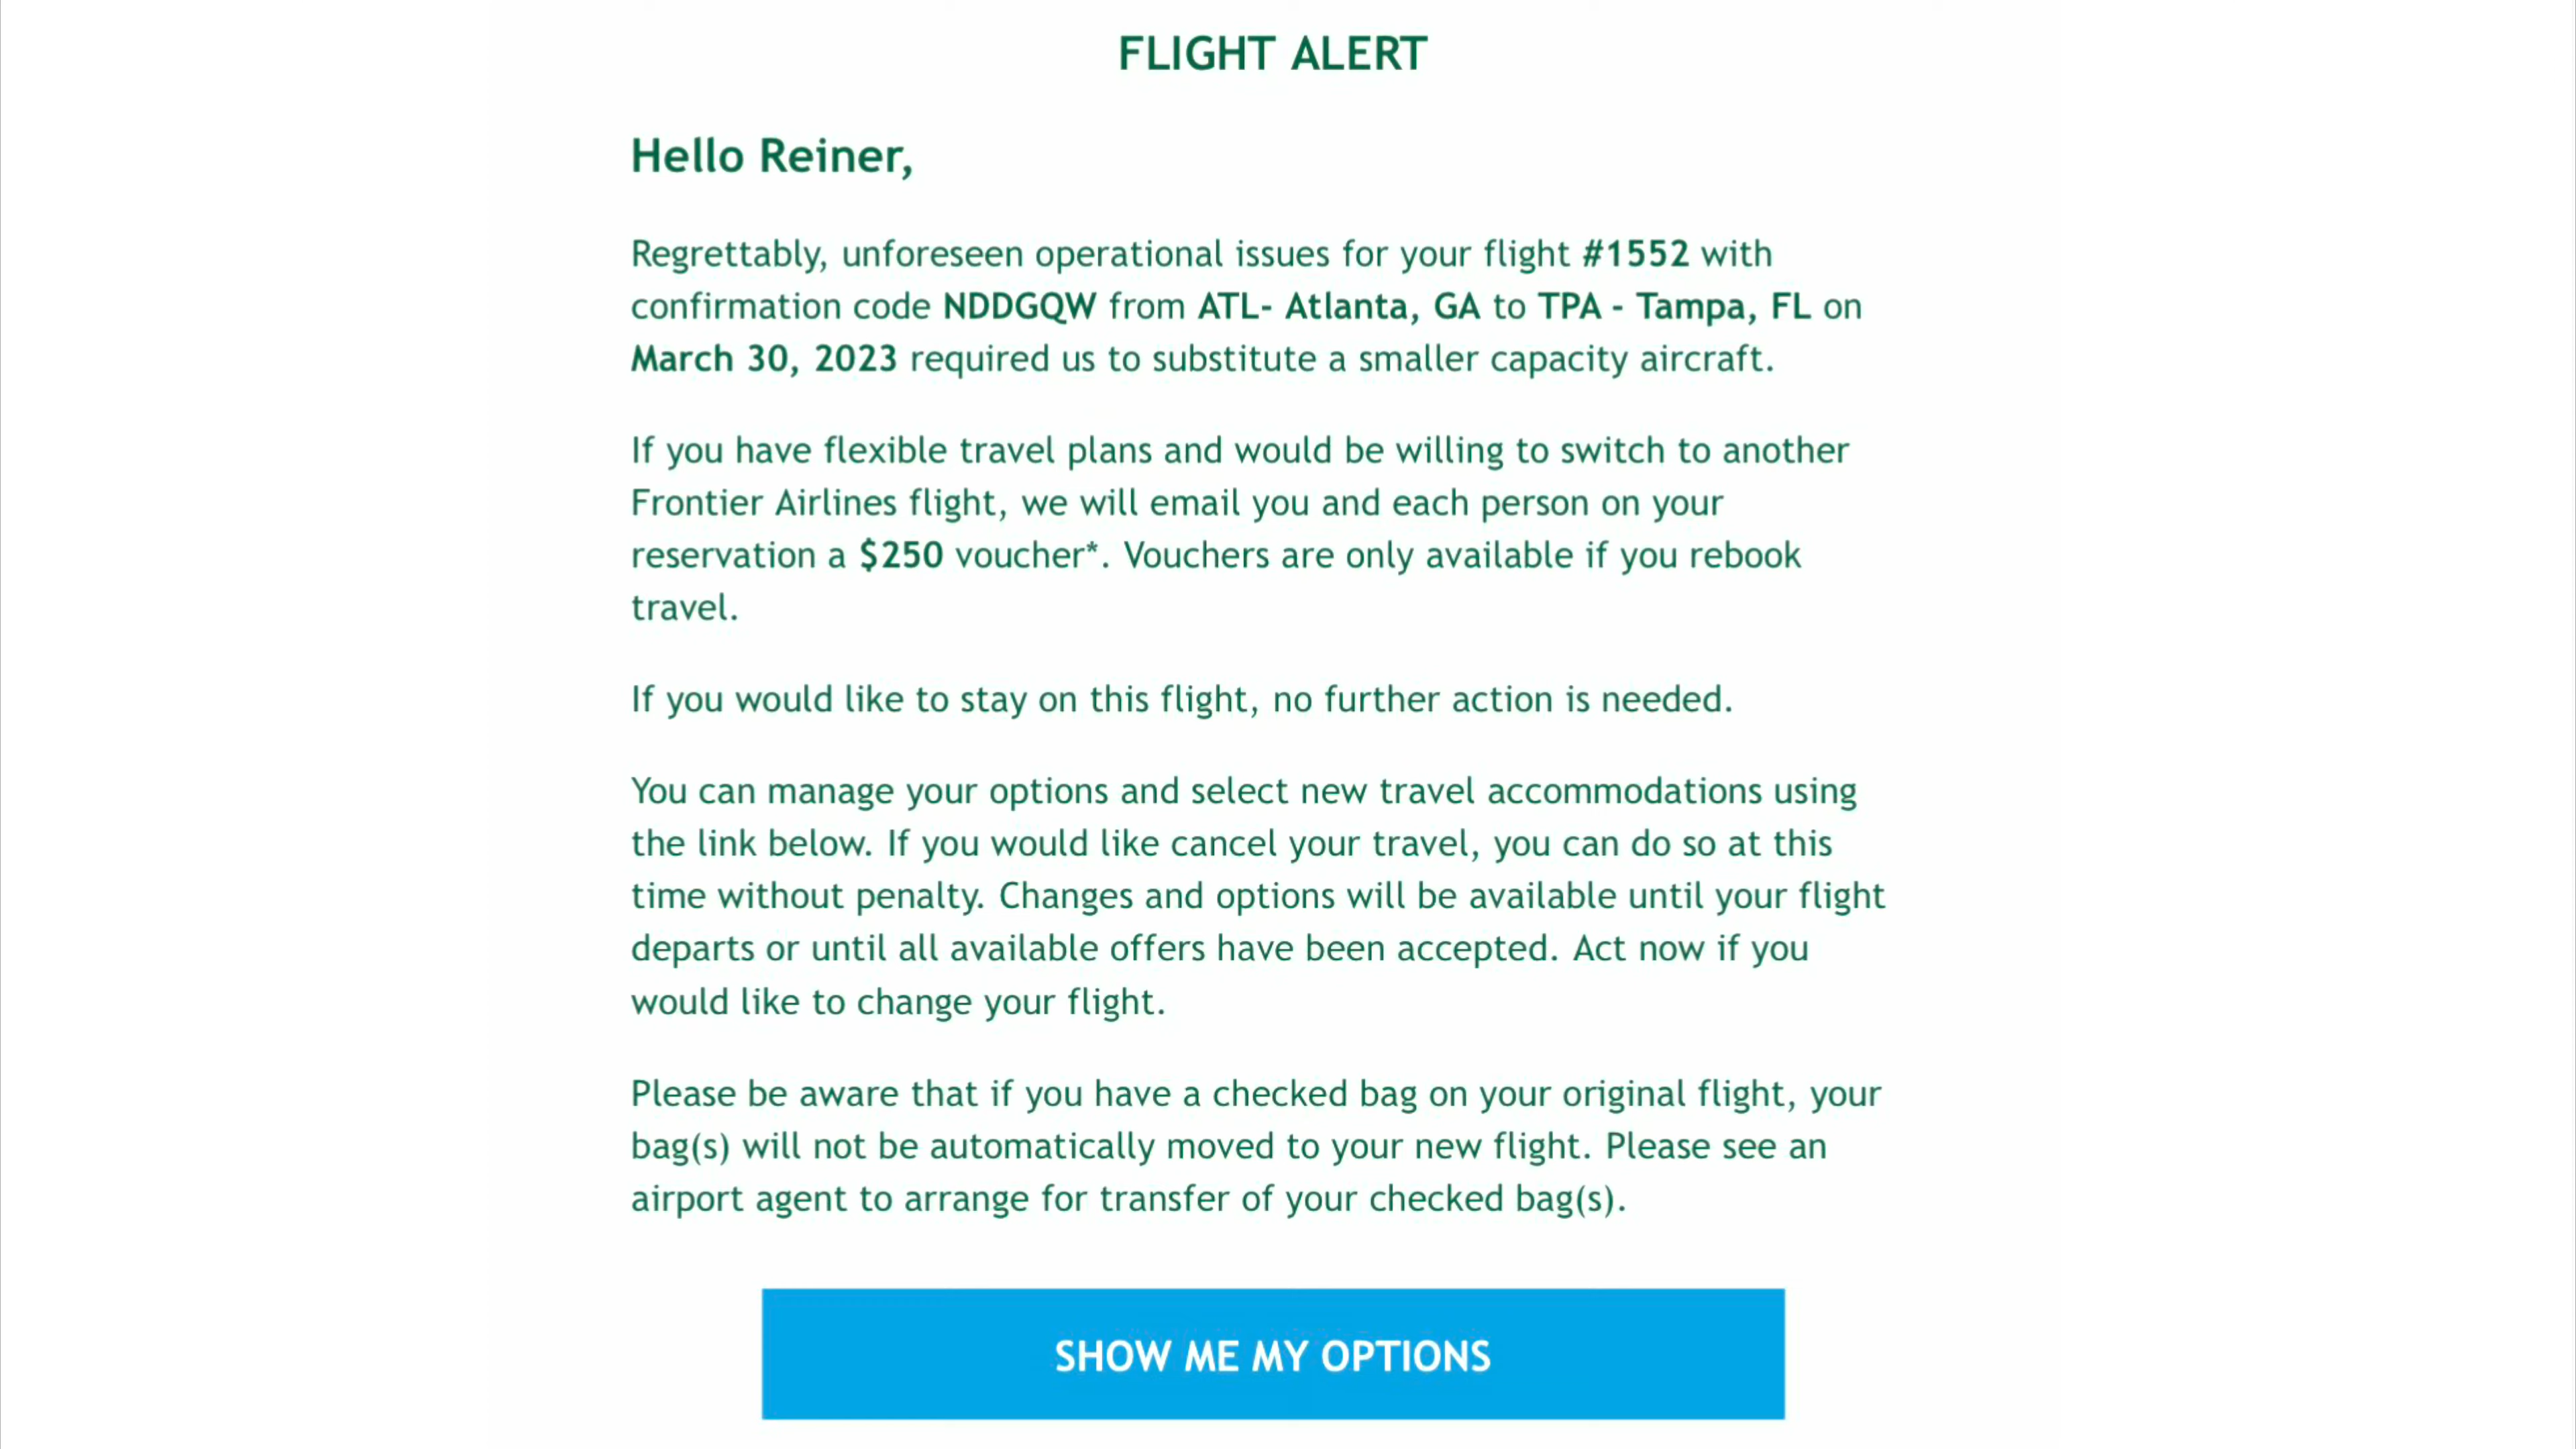 FLIGHT ALERT
Hello Reiner,
Regrettably, unforeseen operational issues for your flight #1552 with
confirmation code NDDGQW from ATL- Atlanta, GA to TPA - Tampa, FL on
March 30, 2023 required us to substitute a smaller capacity aircraft.
If you have flexible travel plans and would be willing to switch to another
Frontier Airlines flight, we will email you and each person on your
reservation a $250 voucher*. Vouchers are only available if you rebook
travel.
If you would like to stay on this flight, no further action is needed.
You can manage your options and select new travel accommodations using
the link below. If you would like cancel your travel, you can do so at this
time without penalty. Changes and options will be available until your flight
departs or until all available offers have been accepted. Act now if you
would like to change your flight.
Please be aware that if you have a checked bag on your original flight, your
bag(s) will not be automatically moved to your new flight. Please see an
airport agent to arrange for transfer of your checked bag(s).
SHOW ME MY OPTIONS